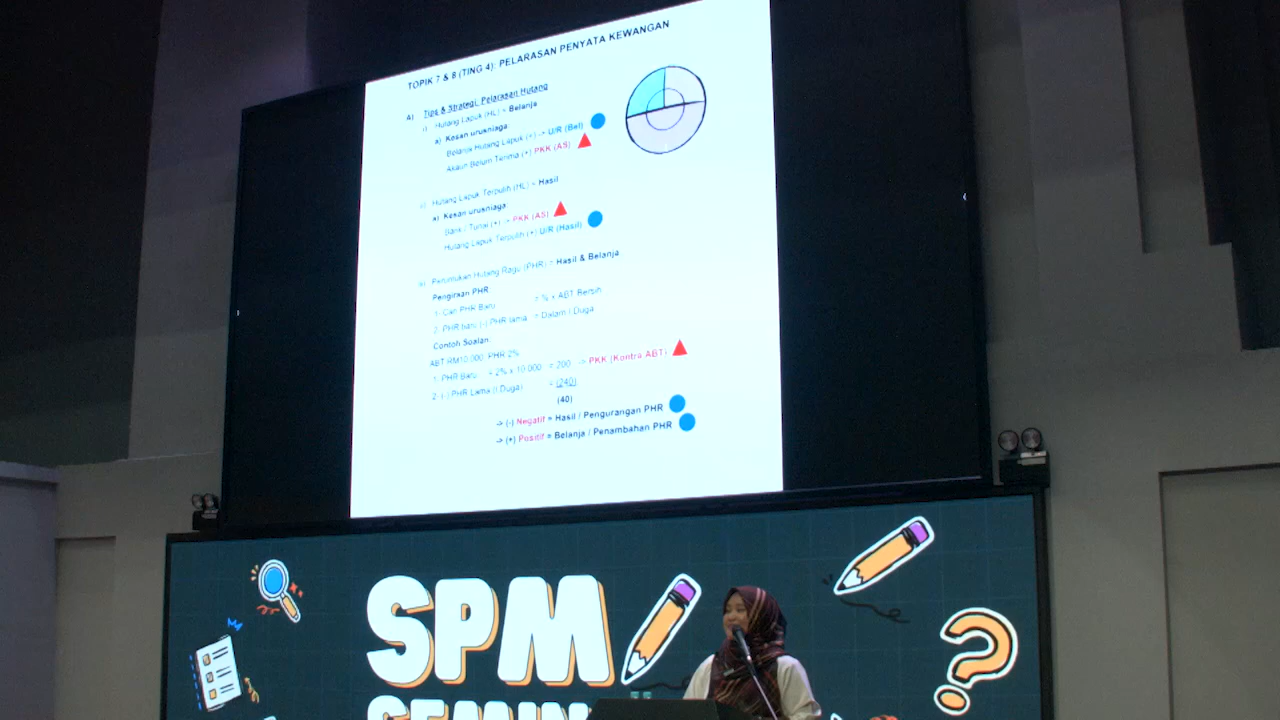 TOPIK 7 & 8 (TING 4): PELARASAN PENYATA KEWANGAN
A) Tips & Strategi, Pelarasan Hutang
i) Hutang Lapuk (HL) = Belanja
a) Kesan urusniaga
Belanja Hutang Lapuk (+) -> U/R (Bel)
Akaun Belum Terima (-) PKK (AS)
Hutang Lapuk Terpulih (HL) = Hasil
a) Kesan urusniaga
Bank / Tunai (+) -> PKK (AS)
Hutang Lapuk Terpulih (+) U/R (Hasil)
Peruntukan Hutang Ragu (PHR) = Hasil & Belanja
Pengiraan PHR
1. Cari PHR Baru = % x ABT Bersih
2. PHR baru (-) PHR lama = Dalam I.Duga
Contoh Soalan
ABT RM10 000 PHR 2%
1. PHR Baru = 2% x 10 000 = 200 -> PKK (Kontra ABT)
2. (-) PHR Lama (I.Duga) = (240)
(40)
-> (-) Negatif = Hasil / Pengurangan PHR
-> (+) Positif = Belanja / Penambahan PHR
SPM